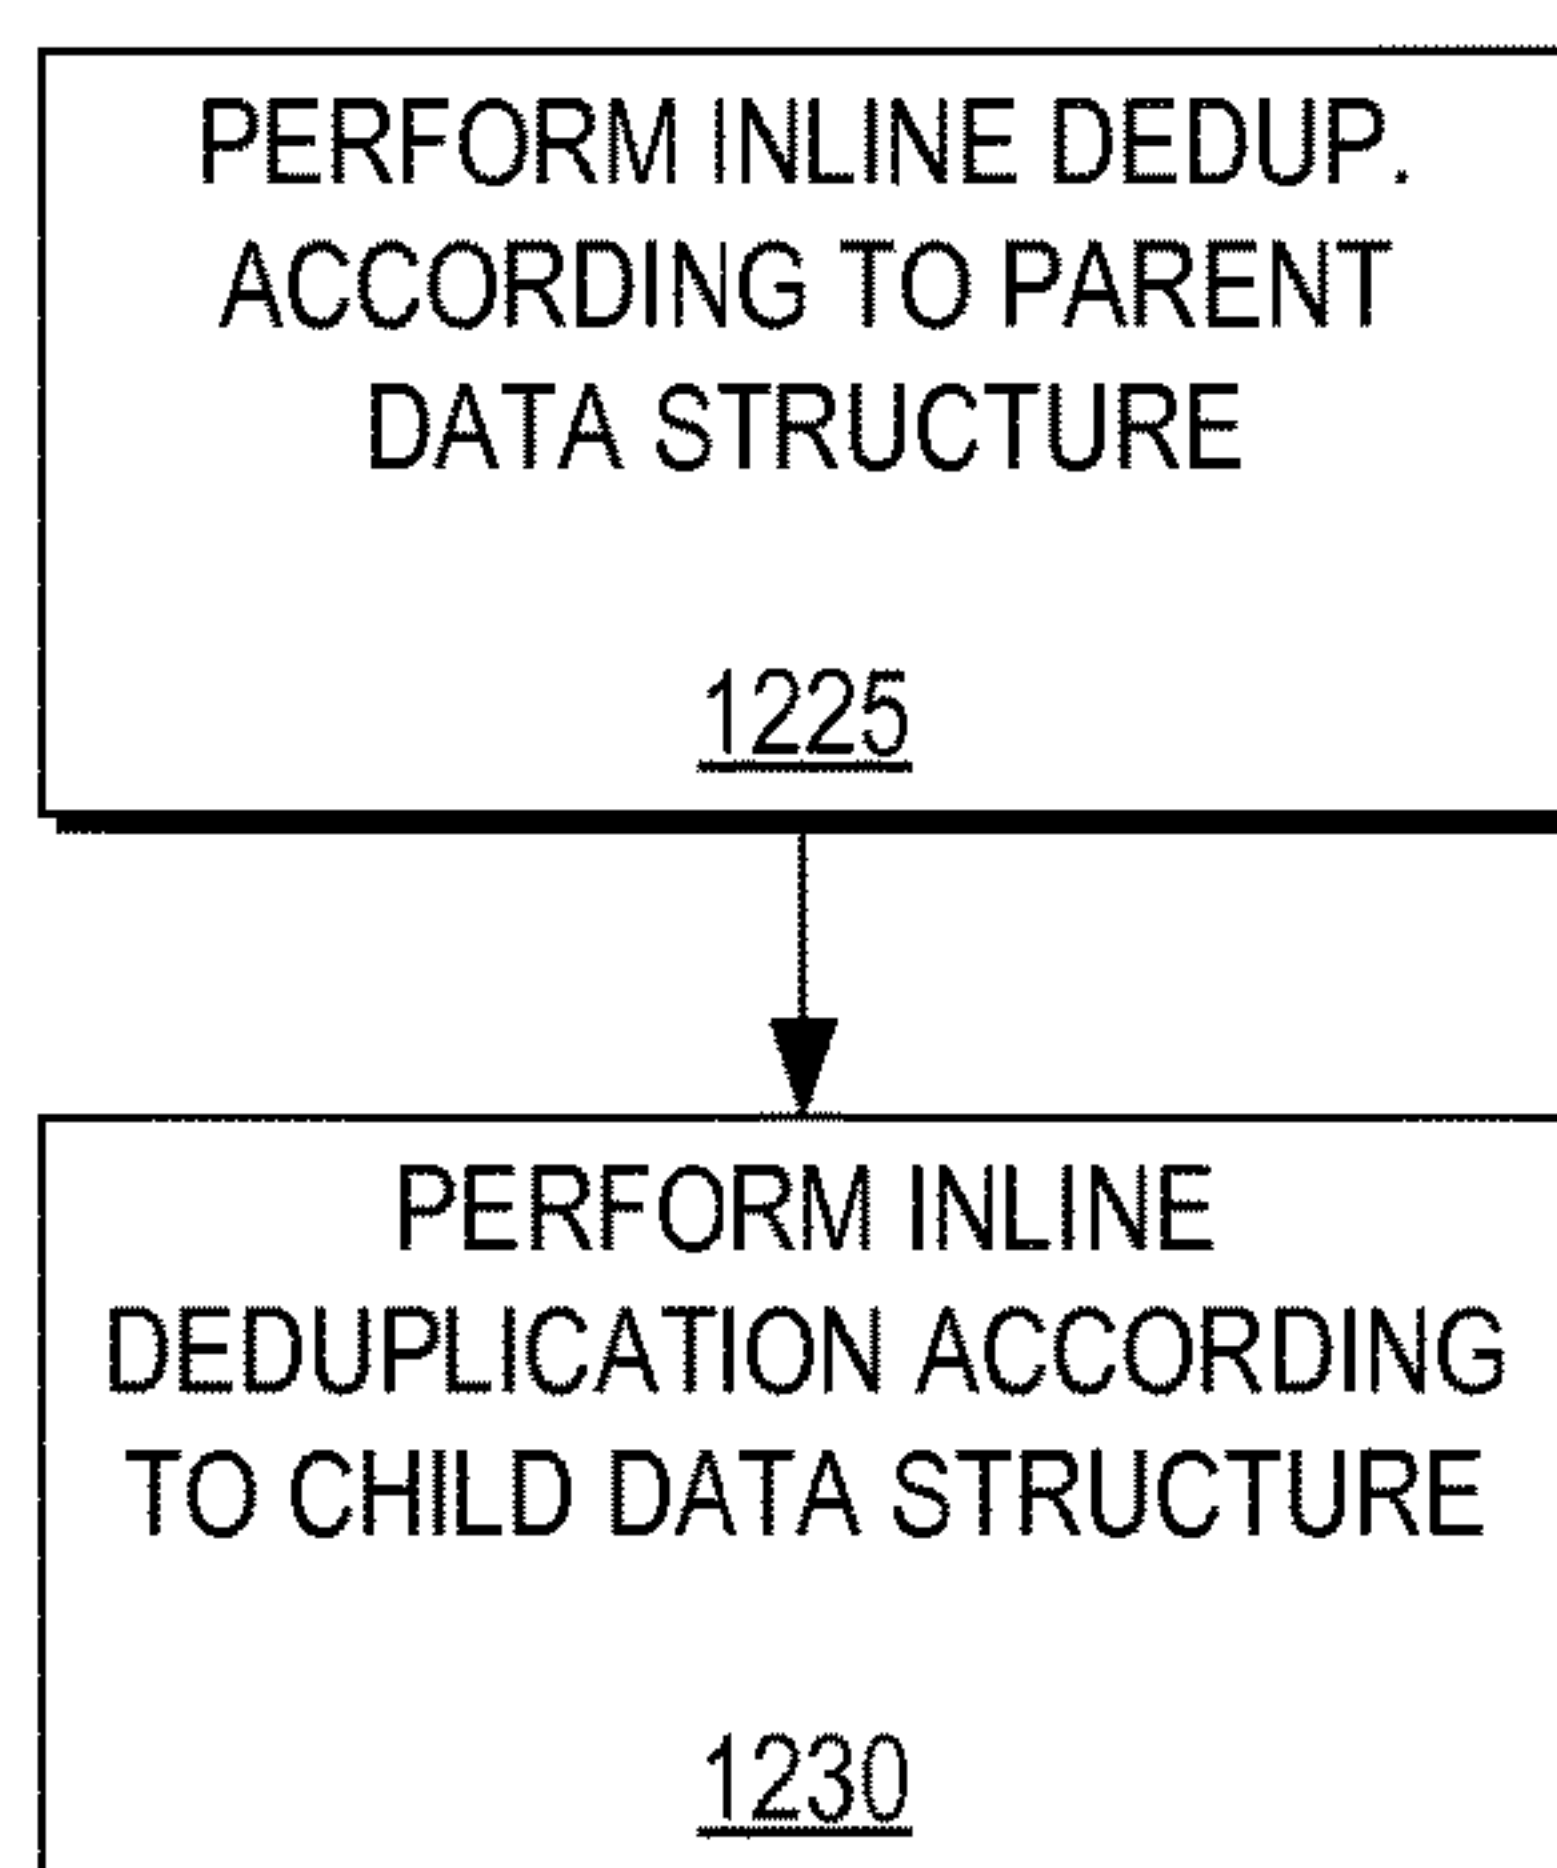 PERFORM INLINE DEDUP.
ACCORDING TO PARENT
DATA STRUCTURE
1225
PERFORM INLINE
DEDUPLICATION ACCORDING
TO CHILD DATA STRUCTURE
1230